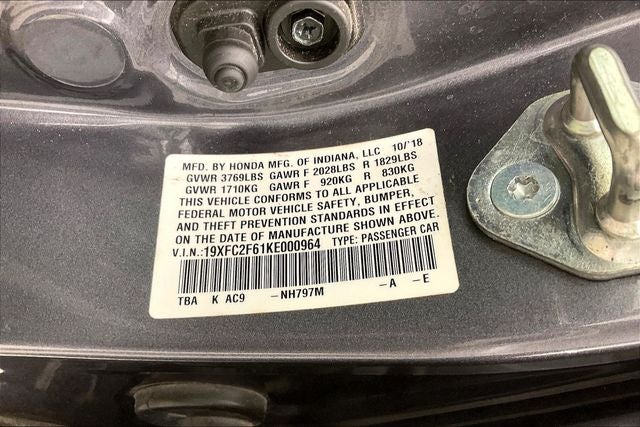 MFD. BY HONDA MFG. OF INDIANA, LLC 10/'18
GVWR 3769LBS GAWR F 2028LBS R 1829LBS
GVWR 1710KG GAWR F 920KG R 830KG
THIS VEHICLE CONFORMS TO ALL APPLICABLE
FEDERAL MOTOR VEHICLE SAFETY, BUMPER,
AND THEFT PREVENTION STANDARDS IN EFFECT
ON THE DATE OF MANUFACTURE SHOWN ABOVE.
V.I.N.: 19XFC2F61KE000964 TYPE: PASSENGER CAR
TBA K AC9 -NH797M -A -E